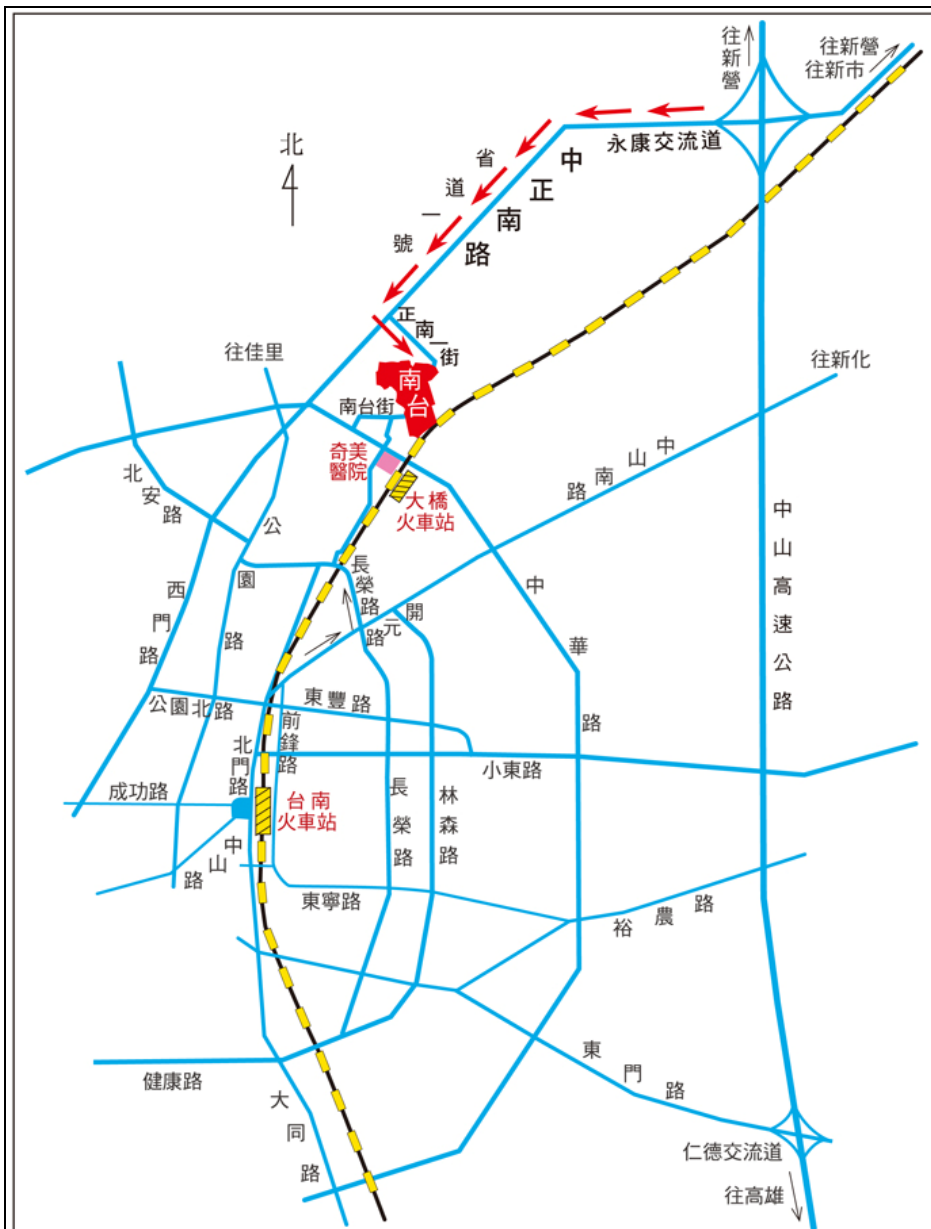 往新營
往新營
往新市
永康交流道
北
省道一號
中正南路
正南一街
往佳里
往新化
南台
南台街
奇美
醫院
大橋
火車站
中山南路
北安路
公園路
中山高速公路
長榮路
開元路
中華路
西門路
公園北路
東豐路
前鋒路
北門路
小東路
成功路
台南
火車站
長榮路
林森路
中山路
東寧路
裕農路
東門路
健康路
大同路
仁德交流道
往高雄